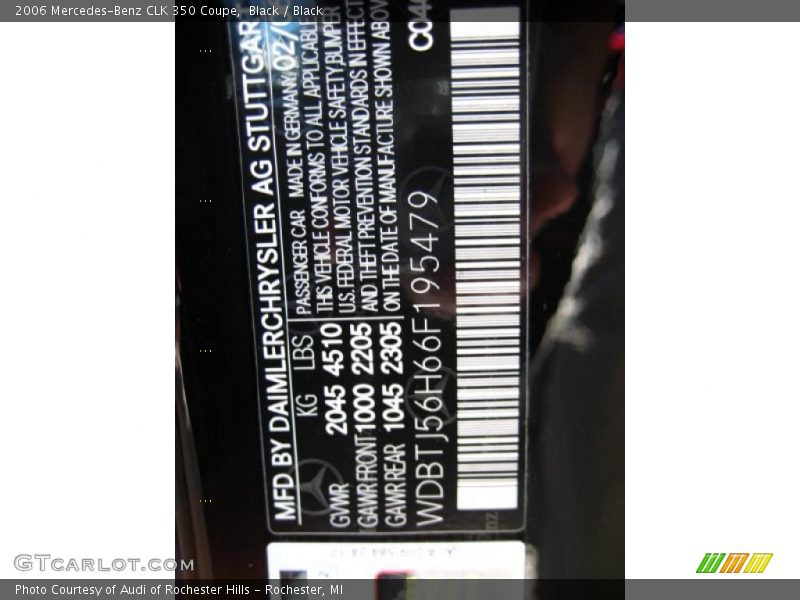 2006 Mercedes-Benz CLK 350 Coupe, Black / Black
MFD BY DAIMLERCHRYSLER AG STUTTGAR
KG LBS PASSENGER CAR MADE IN GERMANY 02/
GVWR 2045 4510 THIS VEHICLE CONFORMS TO ALL APPLICABLE
U.S. FEDERAL MOTOR VEHICLE SAFETY, BUMPER
GAWR FRONT 1000 2205 AND THEFT PREVENTION STANDARDS IN EFFECT
GAWR REAR 1045 2305 ON THE DATE OF MANUFACTURE SHOWN ABOV
WDBTJ56H66F195479 C04
GTcarlot.com
Photo Courtesy of Audi of Rochester Hills - Rochester, MI